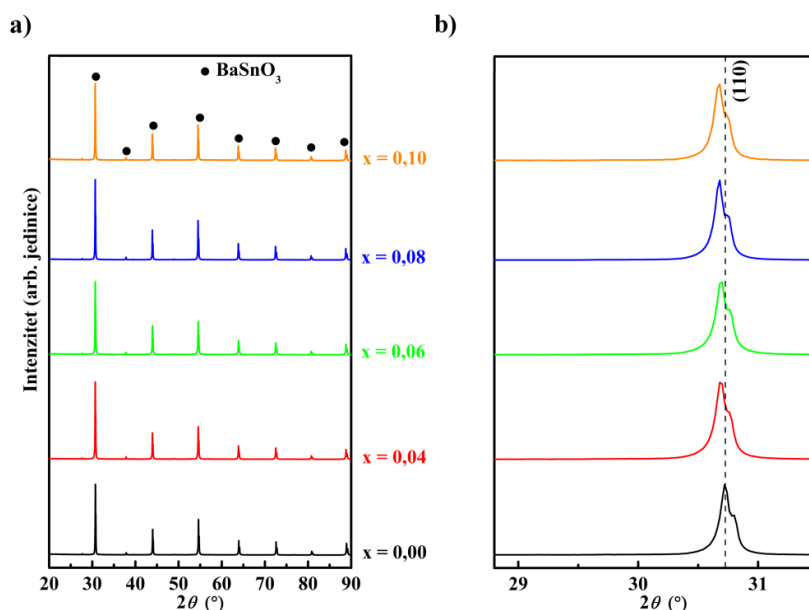 a)
b)
● BaSnO₃
(110)
x = 0,10
x = 0,08
x = 0,06
x = 0,04
x = 0,00
Intenzitet (arb. jedinice)
20 30 40 50 60 70 80 90
2θ (°)
29 30 31
2θ (°)